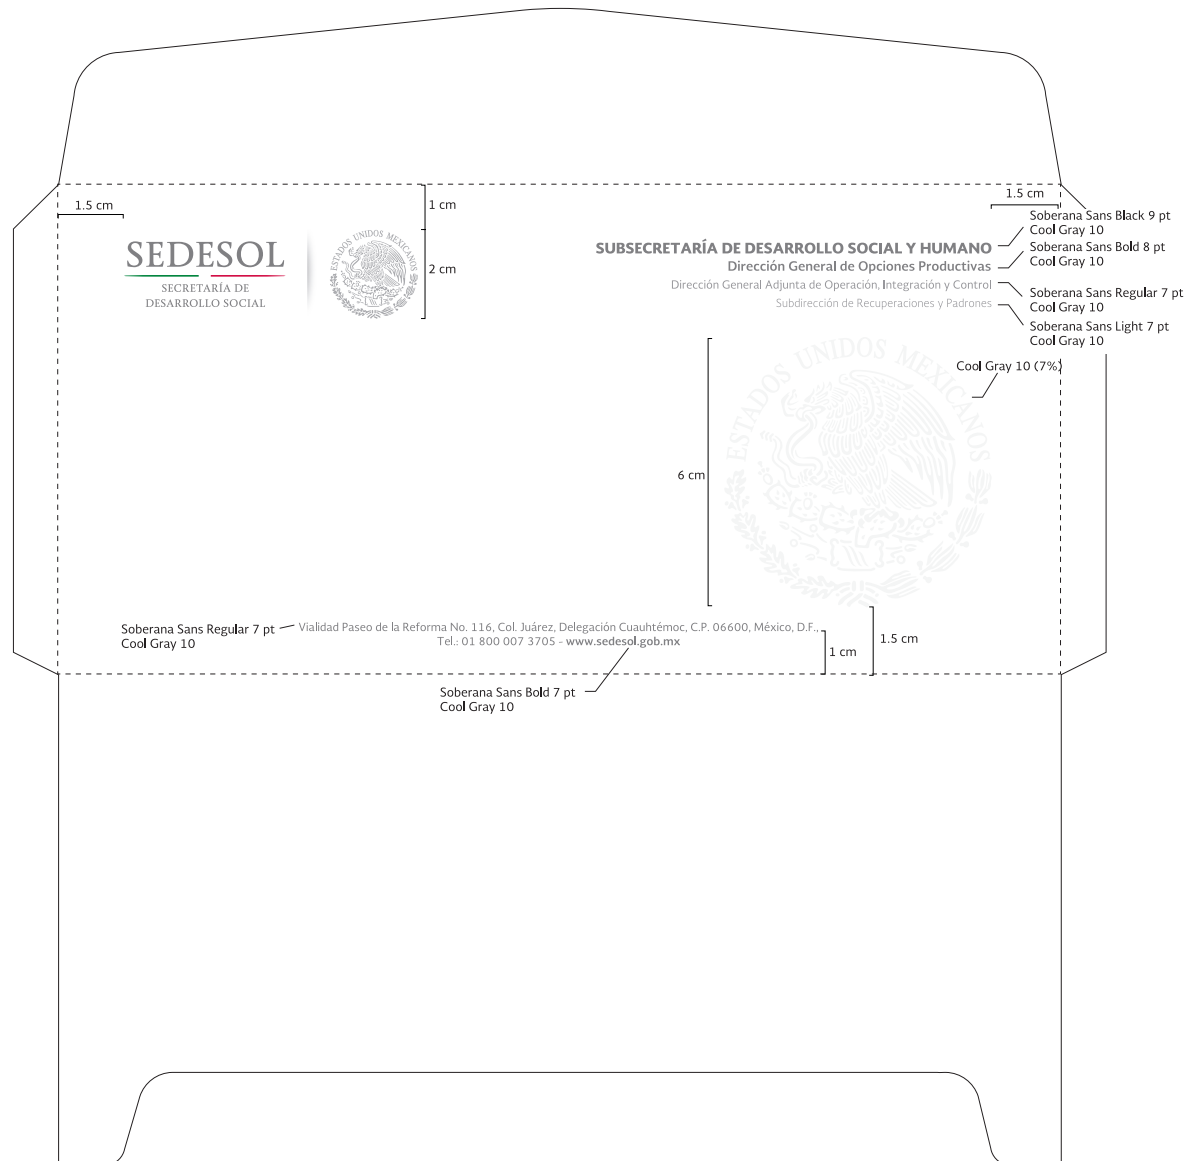 1.5 cm
1 cm
1.5 cm
Soberana Sans Black 9 pt
Cool Gray 10
SEDESOL
SECRETARÍA DE
DESARROLLO SOCIAL
ESTADOS UNIDOS MEXICANOS
2 cm
SUBSECRETARÍA DE DESARROLLO SOCIAL Y HUMANO
Soberana Sans Bold 8 pt
Cool Gray 10
Dirección General de Opciones Productivas
Dirección General Adjunta de Operación, Integración y Control
Soberana Sans Regular 7 pt
Cool Gray 10
Subdirección de Recuperaciones y Padrones
Soberana Sans Light 7 pt
Cool Gray 10
ESTADOS UNIDOS MEXICANOS
Cool Gray 10 (7%)
6 cm
Soberana Sans Regular 7 pt
Cool Gray 10
Vialidad Paseo de la Reforma No. 116, Col. Juárez, Delegación Cuauhtémoc, C.P. 06600, México, D.F.,
Tel.: 01 800 007 3705 - www.sedesol.gob.mx
1 cm
1.5 cm
Soberana Sans Bold 7 pt
Cool Gray 10